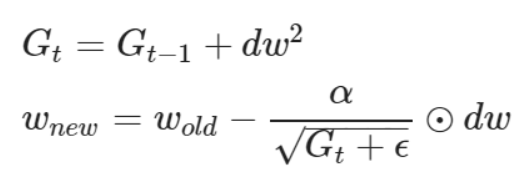 G_t = G_{t-1} + dw^2
w_{new} = w_{old} - \frac{\alpha}{\sqrt{G_t + \epsilon}} \odot dw